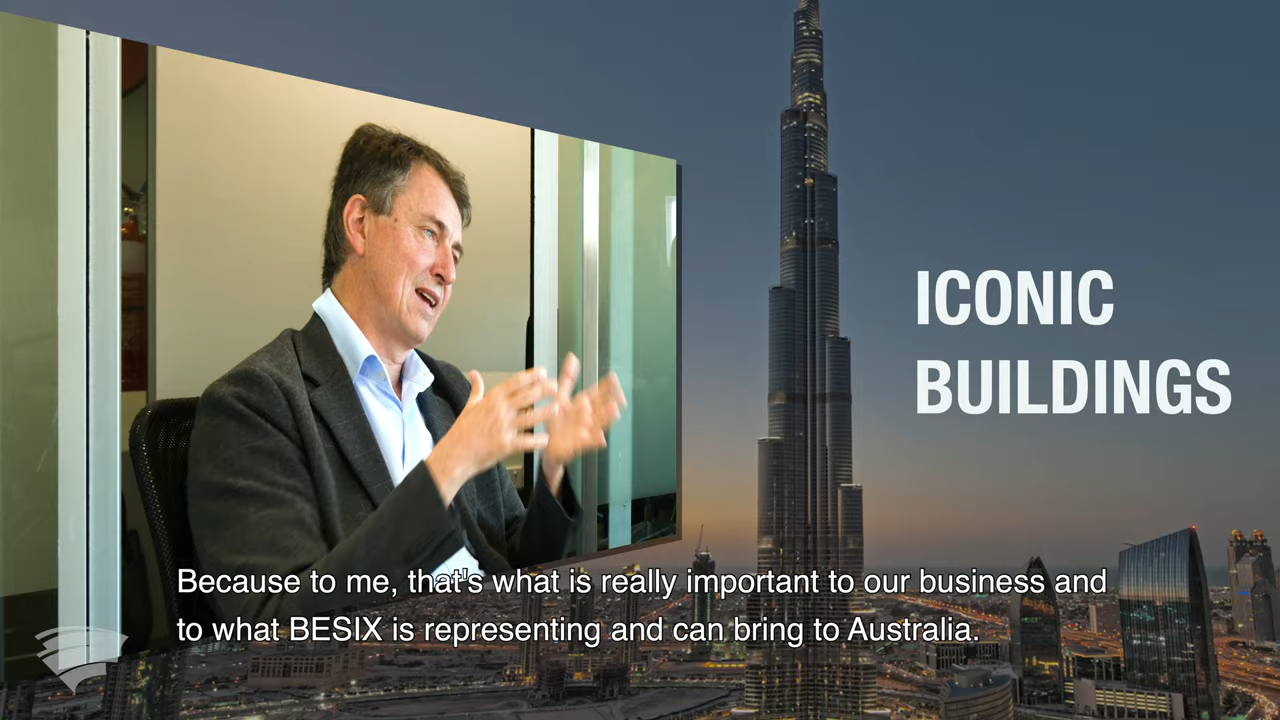 ICONIC
BUILDINGS
Because to me, that's what is really important to our business and
to what BESIX is representing and can bring to Australia.